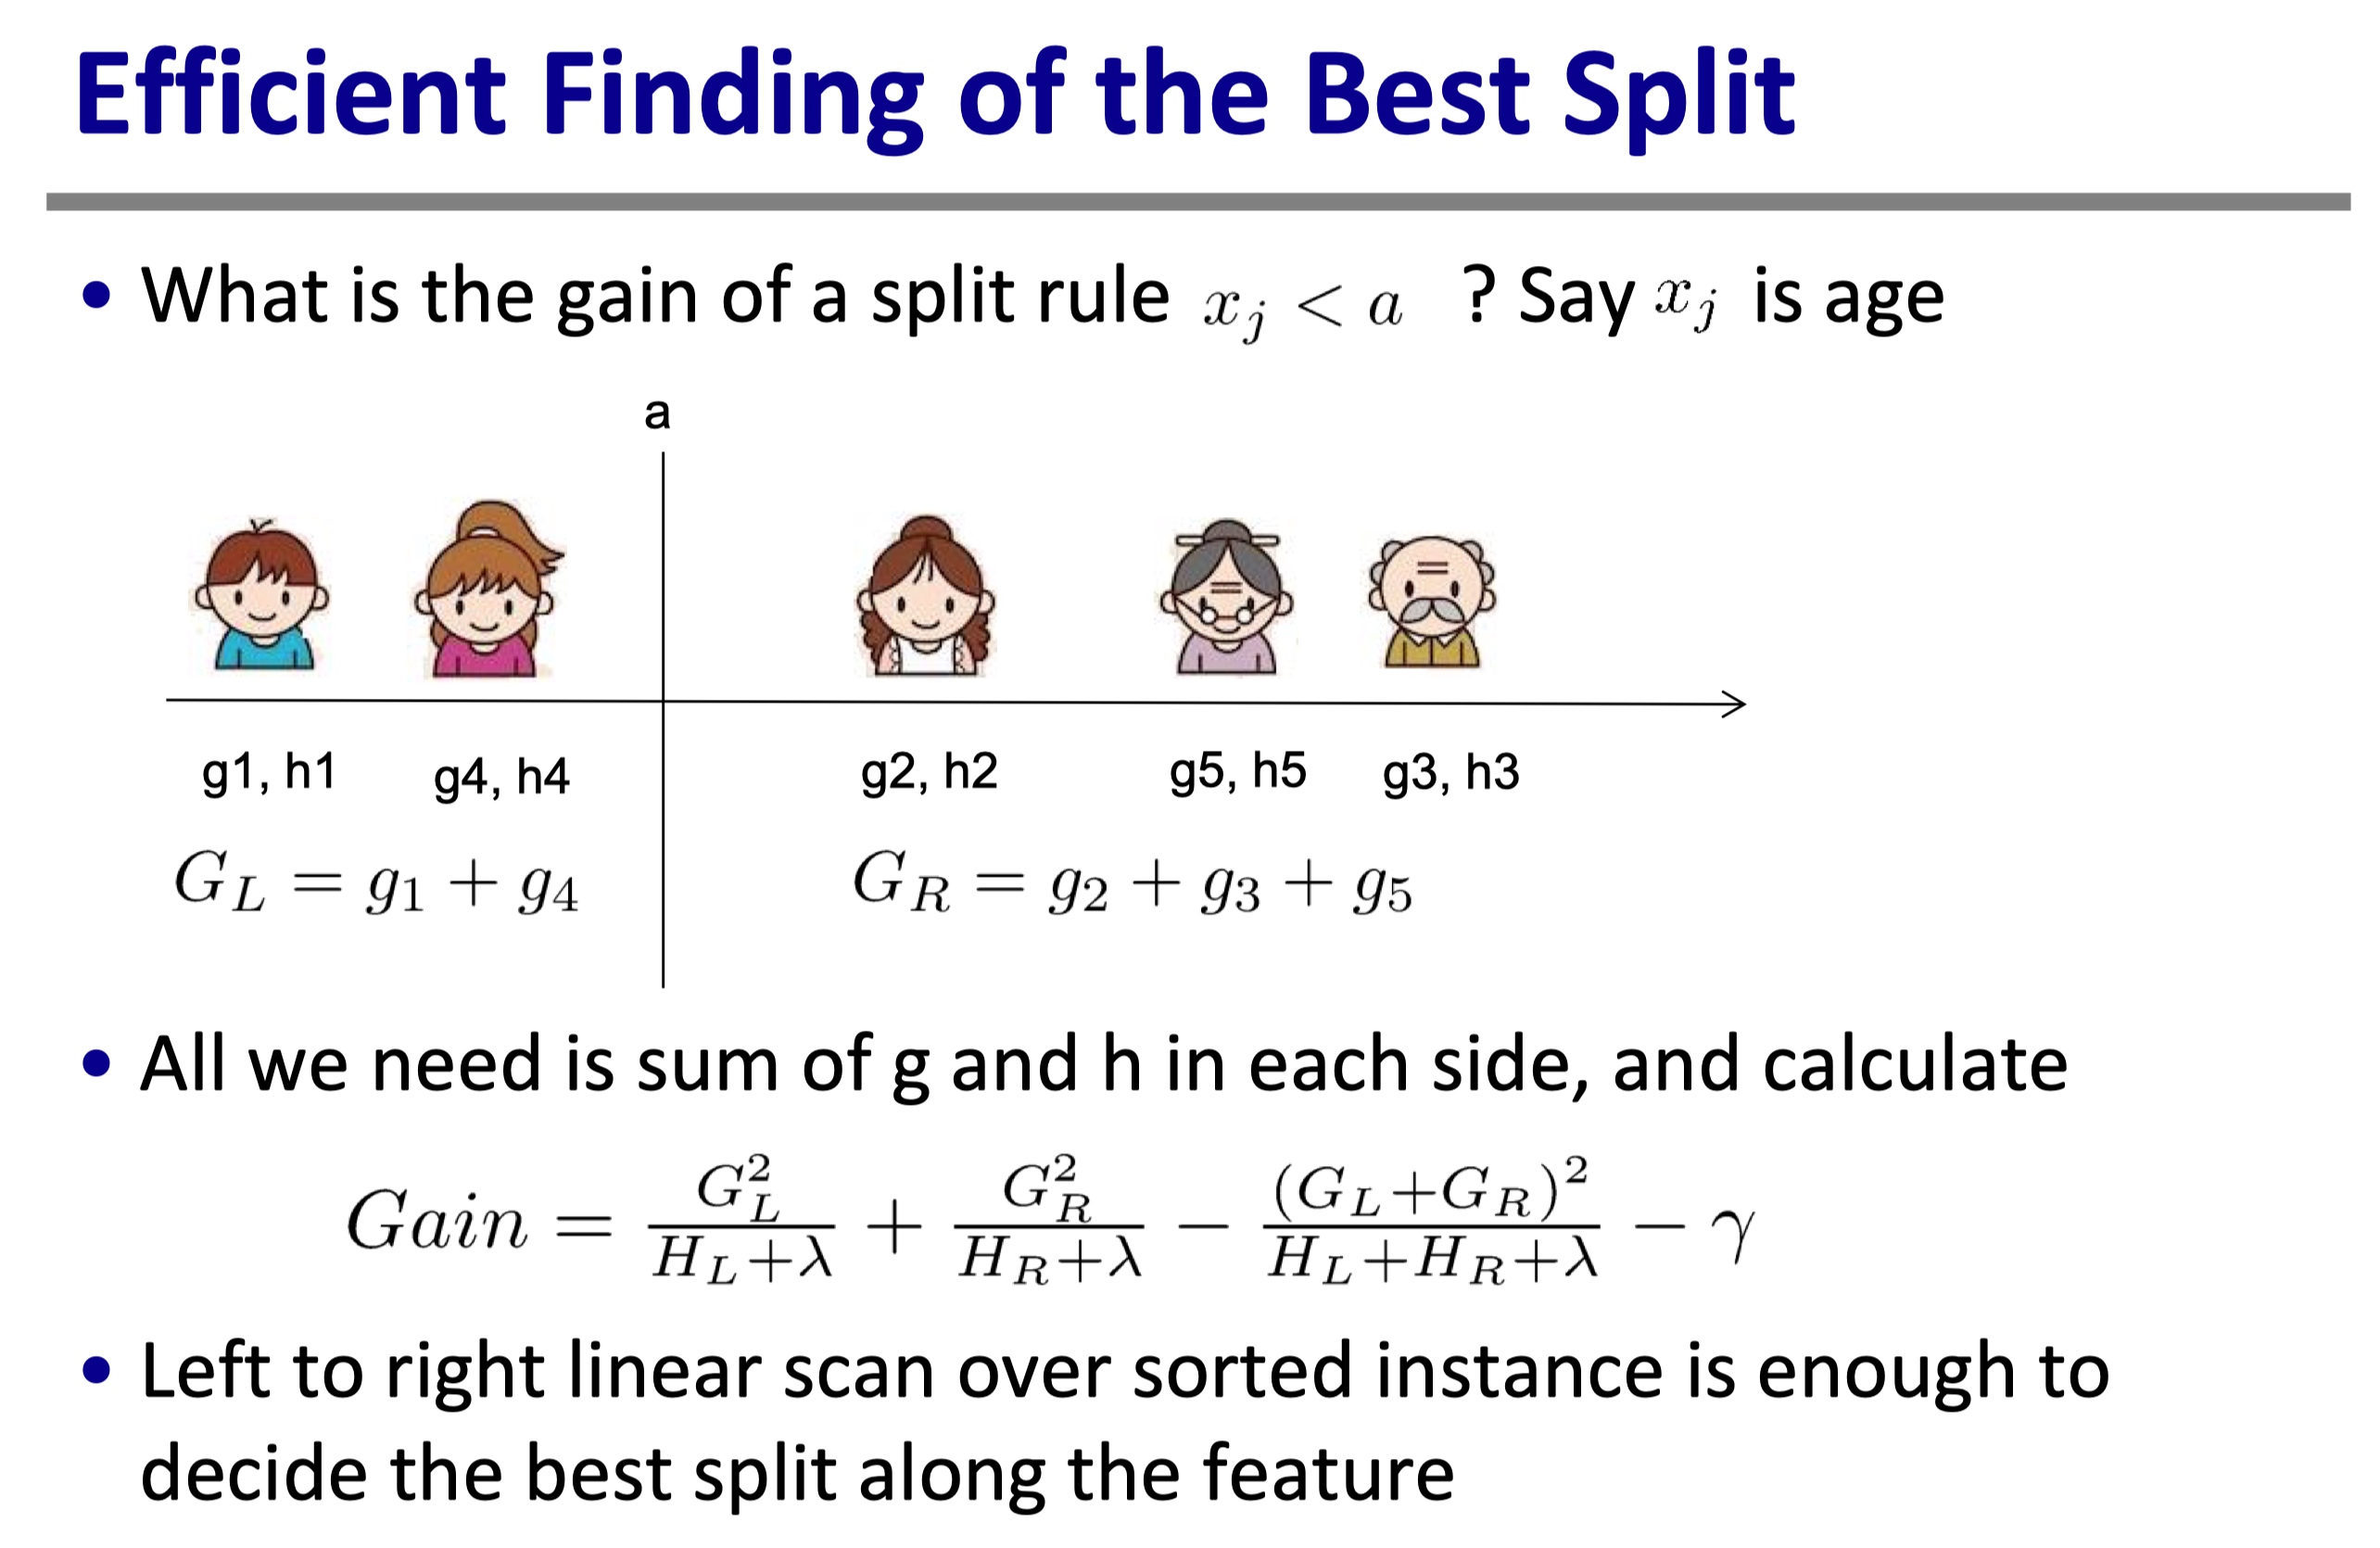 Efficient Finding of the Best Split
• What is the gain of a split rule x_j < a ? Say x_j is age
a
g1, h1 g4, h4 g2, h2 g5, h5 g3, h3
G_L = g_1 + g_4 G_R = g_2 + g_3 + g_5
• All we need is sum of g and h in each side, and calculate
Gain = \frac{G_L^2}{H_L+λ} + \frac{G_R^2}{H_R+λ} − \frac{(G_L+G_R)^2}{H_L+H_R+λ} − γ
• Left to right linear scan over sorted instance is enough to
decide the best split along the feature